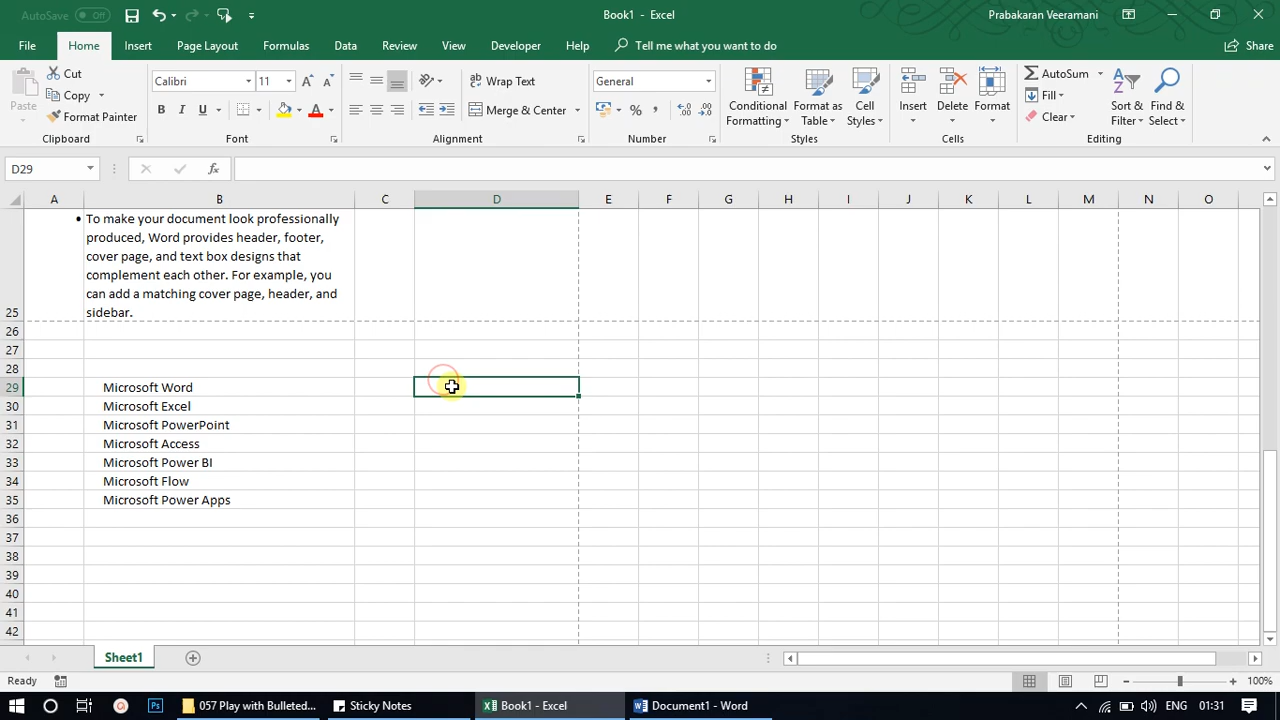 AutoSave Off
Book1 - Excel
Prabakaran Veeramani
File Home Insert Page Layout Formulas Data Review View Developer Help Tell me what you want to do Share
Paste
Cut
Copy
Format Painter
Clipboard
Calibri 11
B I U
Font
Wrap Text
Merge & Center
Alignment
General
Number
Conditional Formatting
Format as Table
Cell Styles
Styles
Insert Delete Format
Cells
AutoSum
Fill
Clear
Sort & Filter
Find & Select
Editing
D29
fx
A B C D E F G H I J K L M N O
• To make your document look professionally
produced, Word provides header, footer,
cover page, and text box designs that
complement each other. For example, you
can add a matching cover page, header, and
25 sidebar.
26
27
28
29 Microsoft Word
30 Microsoft Excel
31 Microsoft PowerPoint
32 Microsoft Access
33 Microsoft Power BI
34 Microsoft Flow
35 Microsoft Power Apps
36
37
38
39
40
41
42
Sheet1
Ready
100%
Ps 057 Play with Bulleted... Sticky Notes Book1 - Excel Document1 - Word ENG 01:31